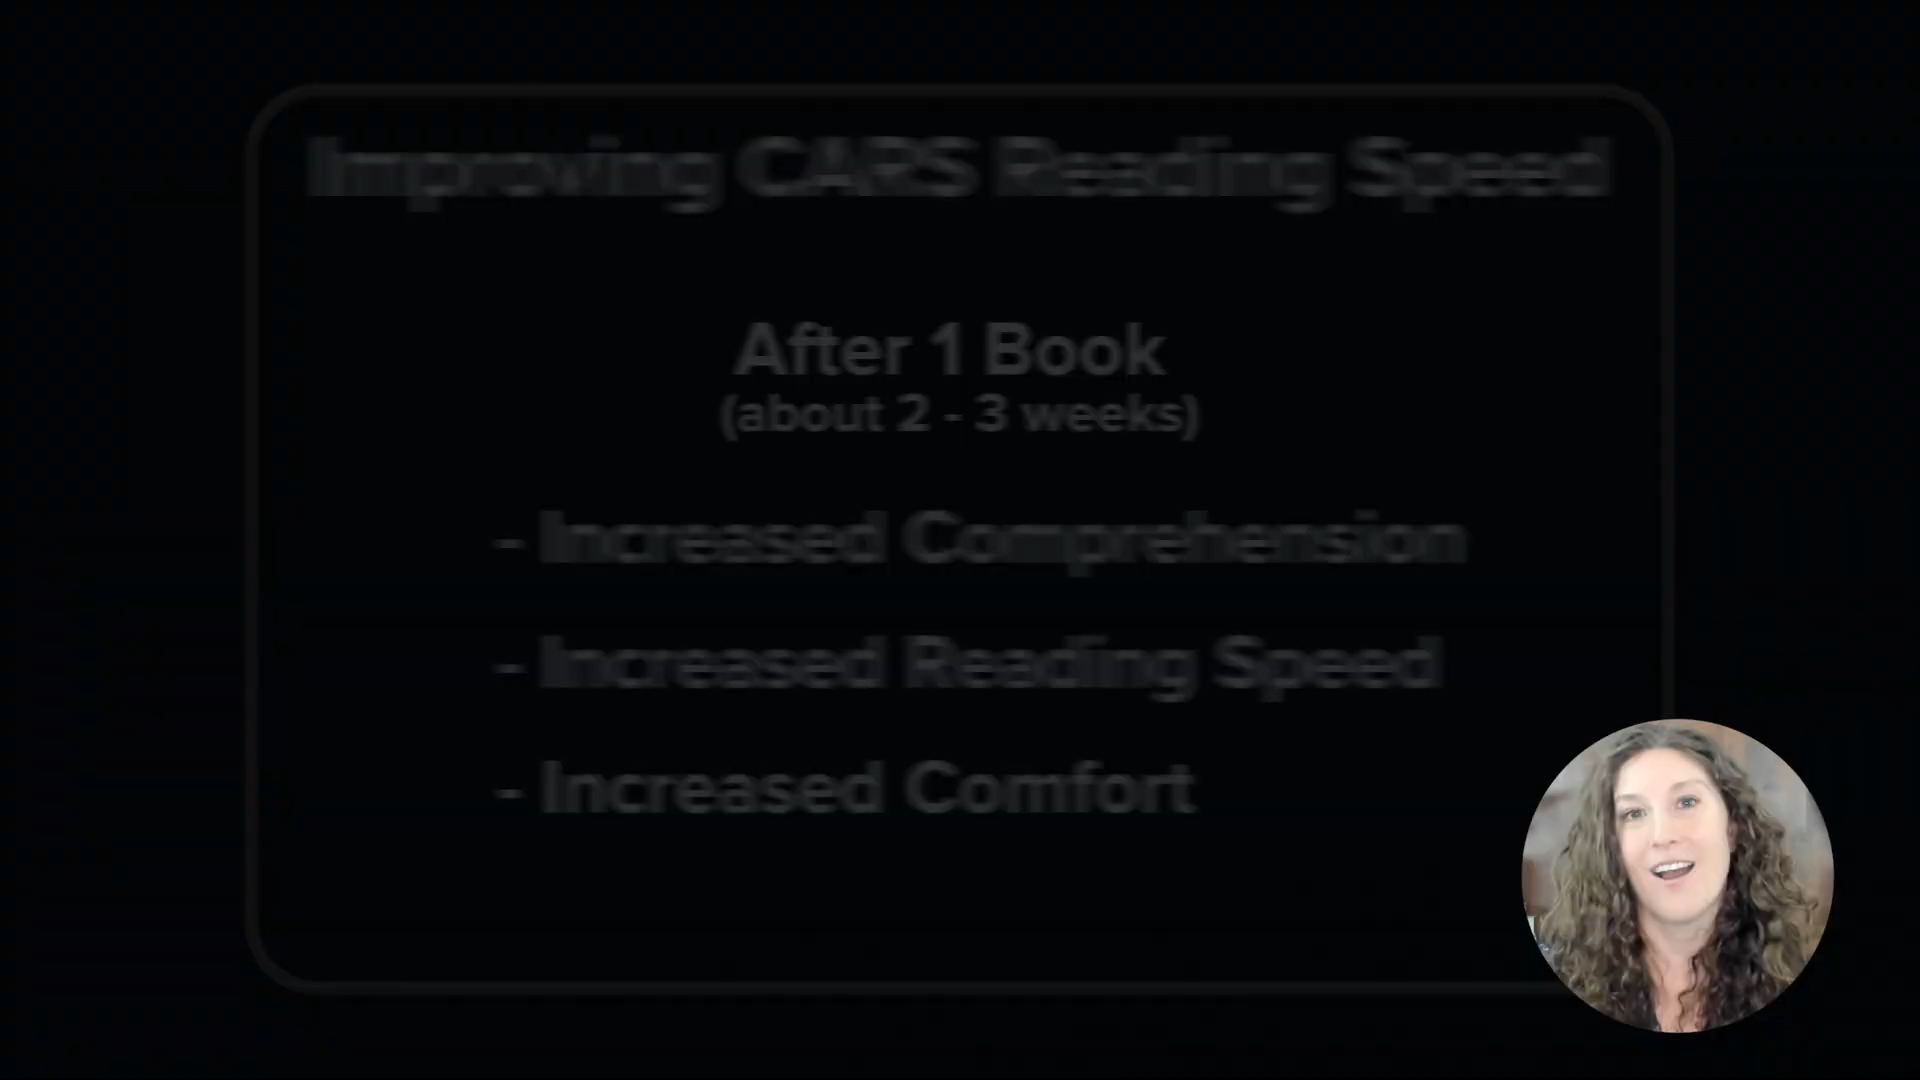 Improving CARS Reading Speed
After 1 Book
(about 2 - 3 weeks)
- Increased Comprehension
- Increased Reading Speed
- Increased Comfort